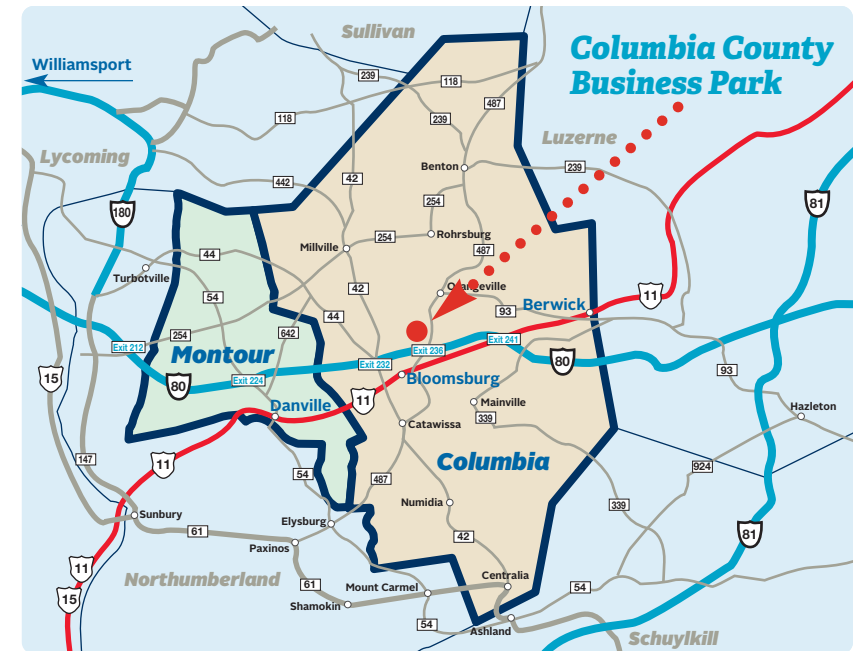 Sullivan
Williamsport
Columbia County
Business Park
239
118
487
118
239
Luzerne
Lycoming
Benton
239
442
42
254
180
81
Rohrsburg
254
Millville
487
44
Turbotville
Orangeville
42
11
54
Berwick
93
44
254
642
Exit 212
Exit 241
Montour
Exit 236
Exit 232
80
93
15
80
Exit 224
Bloomsburg
11
Danville
Mainville
Hazleton
339
Catawissa
147
11
Columbia
924
54
487
Numidia
339
Sunbury
Elysburg
61
81
42
Paxinos
11
Northumberland
Centralia
61
Mount Carmel
54
15
Shamokin
54
Ashland
Schuylkill